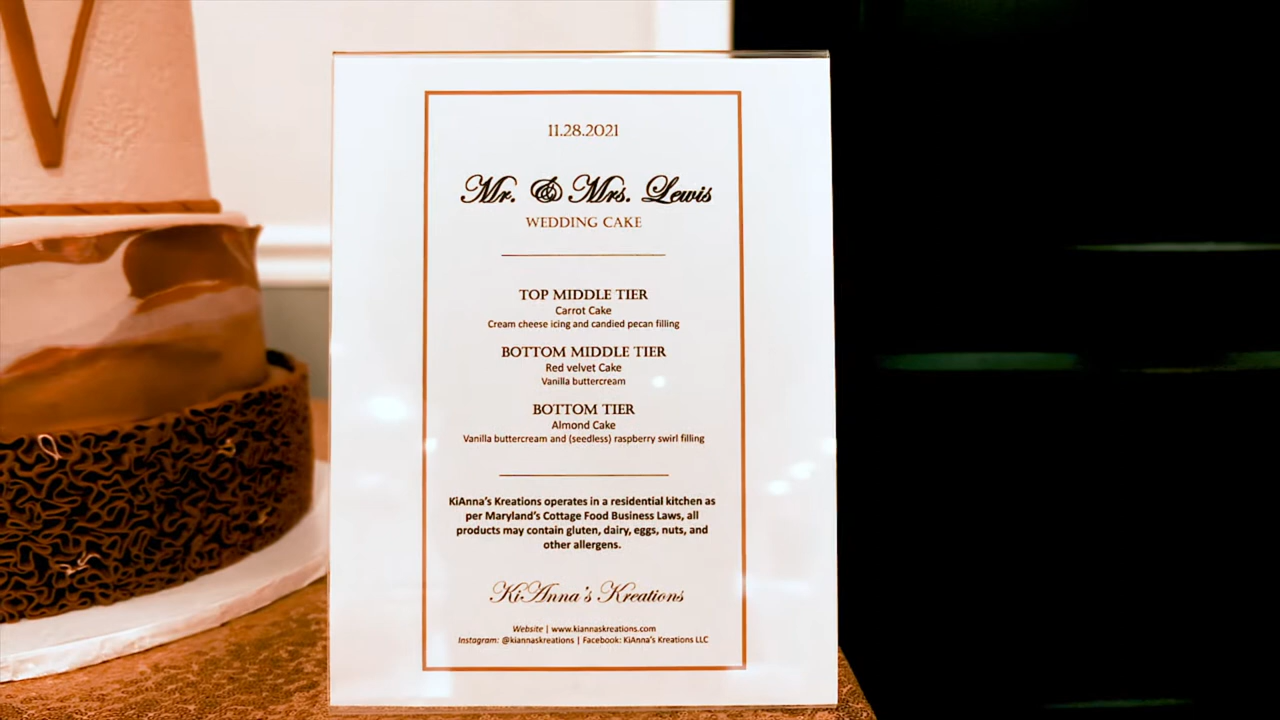 11.28.2021
Mr. & Mrs. Lewis
WEDDING CAKE
TOP MIDDLE TIER
Carrot Cake
Cream cheese icing and candied pecan filling
BOTTOM MIDDLE TIER
Red velvet Cake
Vanilla buttercream
BOTTOM TIER
Almond Cake
Vanilla buttercream and (seedless) raspberry swirl filling
KiAnna's Kreations operates in a residential kitchen as
per Maryland's Cottage Food Business Laws, all
products may contain gluten, dairy, eggs, nuts, and
other allergens.
KiAnna's Kreations
Website | www.kiannaskreations.com
Instagram: @kiannaskreations | Facebook: KiAnna's Kreations LLC